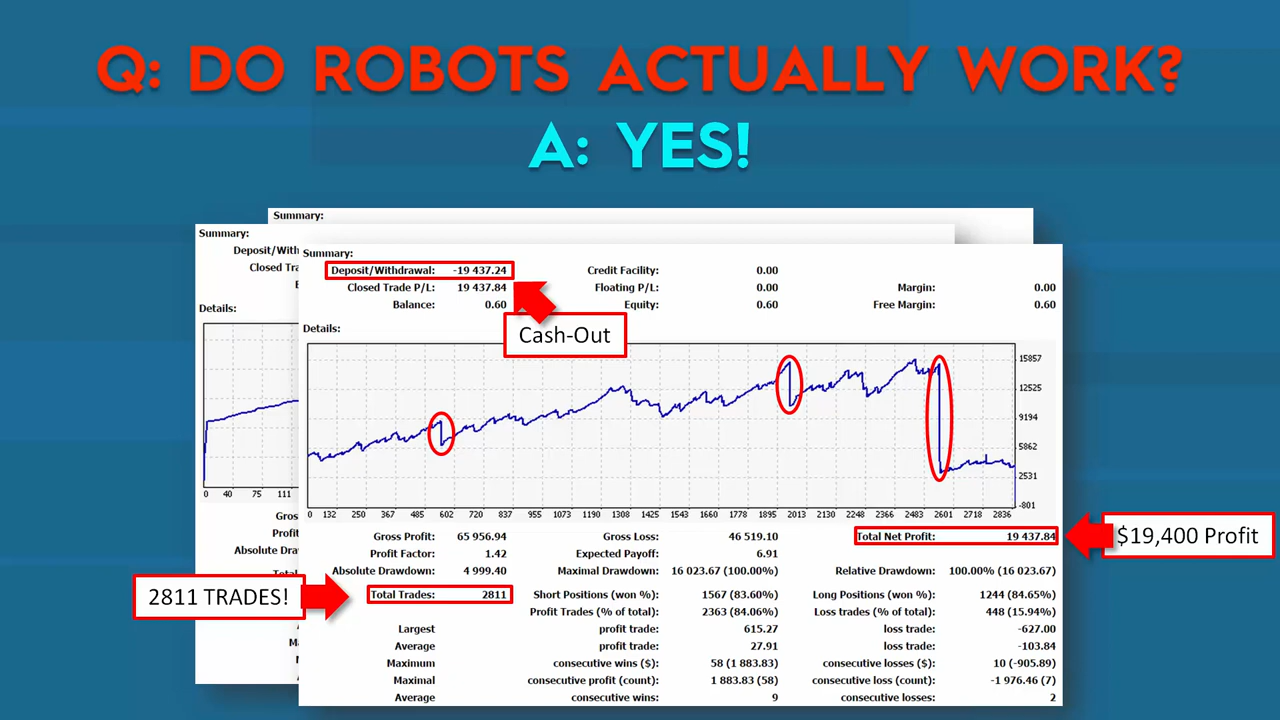 Q: DO ROBOTS ACTUALLY WORK?
A: YES!
Summary:
Summary:
Deposit/W
Closed Tra
Details:
0 40 75 111
Gros
Profit
Absolute Drav
Summary:
Deposit/Withdrawal: -19 437.24 Credit Facility: 0.00
Closed Trade P/L: 19 437.84 Floating P/L: 0.00 Margin: 0.00
Balance: 0.60 Equity: 0.60 Free Margin: 0.60
Cash-Out
Details:
15857
12525
9194
5862
2531
-801
0 132 250 367 485 602 720 837 955 1073 1190 1308 1425 1543 1660 1778 1895 2013 2130 2248 2366 2483 2601 2718 2836
Gross Profit: 65 956.94 Gross Loss: 46 519.10 Total Net Profit: 19 437.84
$19,400 Profit
Profit Factor: 1.42 Expected Payoff: 6.91
Absolute Drawdown: 4 999.40 Maximal Drawdown: 16 023.67 (100.00%) Relative Drawdown: 100.00% (16 023.67)
2811 TRADES!
Total Trades: 2811 Short Positions (won %): 1567 (83.60%) Long Positions (won %): 1244 (84.65%)
Profit Trades (% of total): 2363 (84.06%) Loss trades (% of total): 448 (15.94%)
Largest profit trade: 615.27 loss trade: -627.00
Average profit trade: 27.91 loss trade: -103.84
Maximum consecutive wins ($): 58 (1 883.83) consecutive losses ($): 10 (-905.89)
Maximal consecutive profit (count): 1 883.83 (58) consecutive loss (count): -1 976.46 (7)
Average consecutive wins: 9 consecutive losses: 2